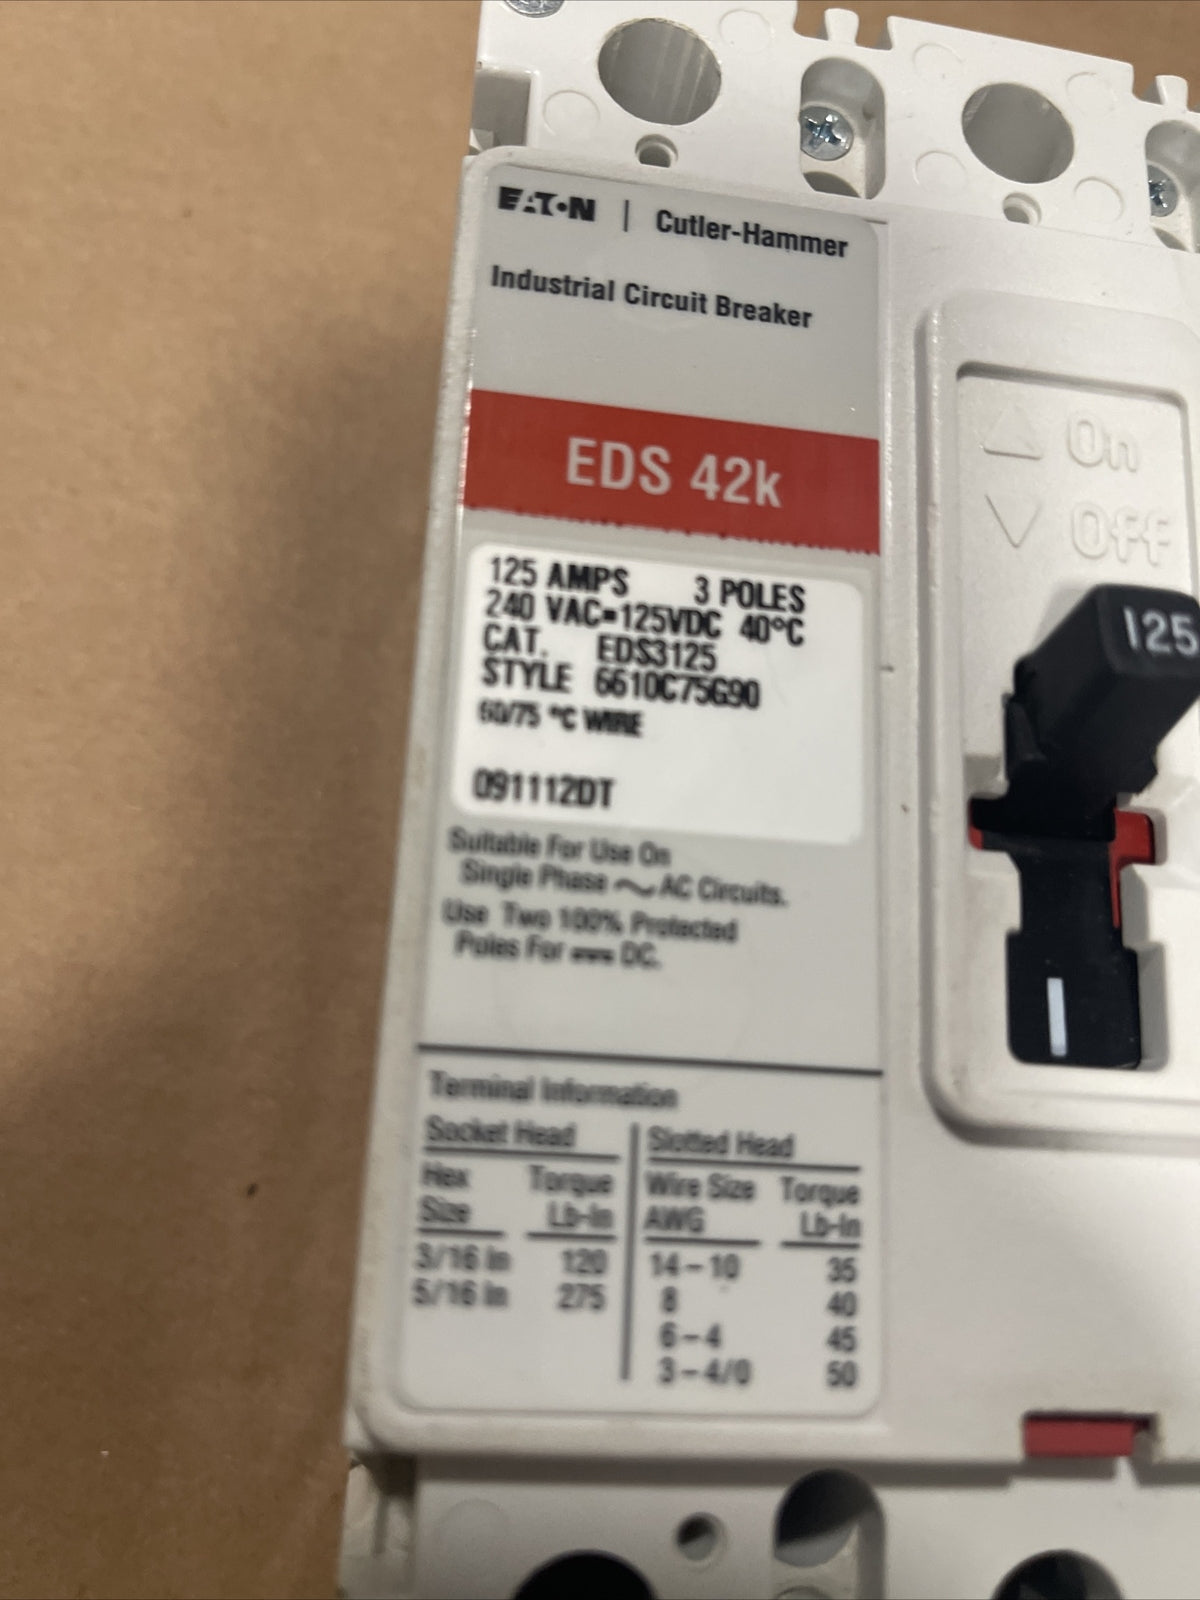 EATON | Cutler-Hammer
Industrial Circuit Breaker
EDS 42k
125 AMPS 3 POLES
240 VAC=125VDC 40°C
CAT. EDS3125
STYLE 6610C75G90
60/75 °C WIRE
091112DT
Suitable For Use On
Single Phase ~ AC Circuits.
Use Two 100% Protected
Poles For ⎓ DC.
Terminal Information
Socket Head
Hex Torque
Size Lb-In
3/16 In 120
5/16 In 275
Slotted Head
Wire Size Torque
AWG Lb-In
14-10 35
8 40
6-4 45
3-4/0 50
On
Off
125